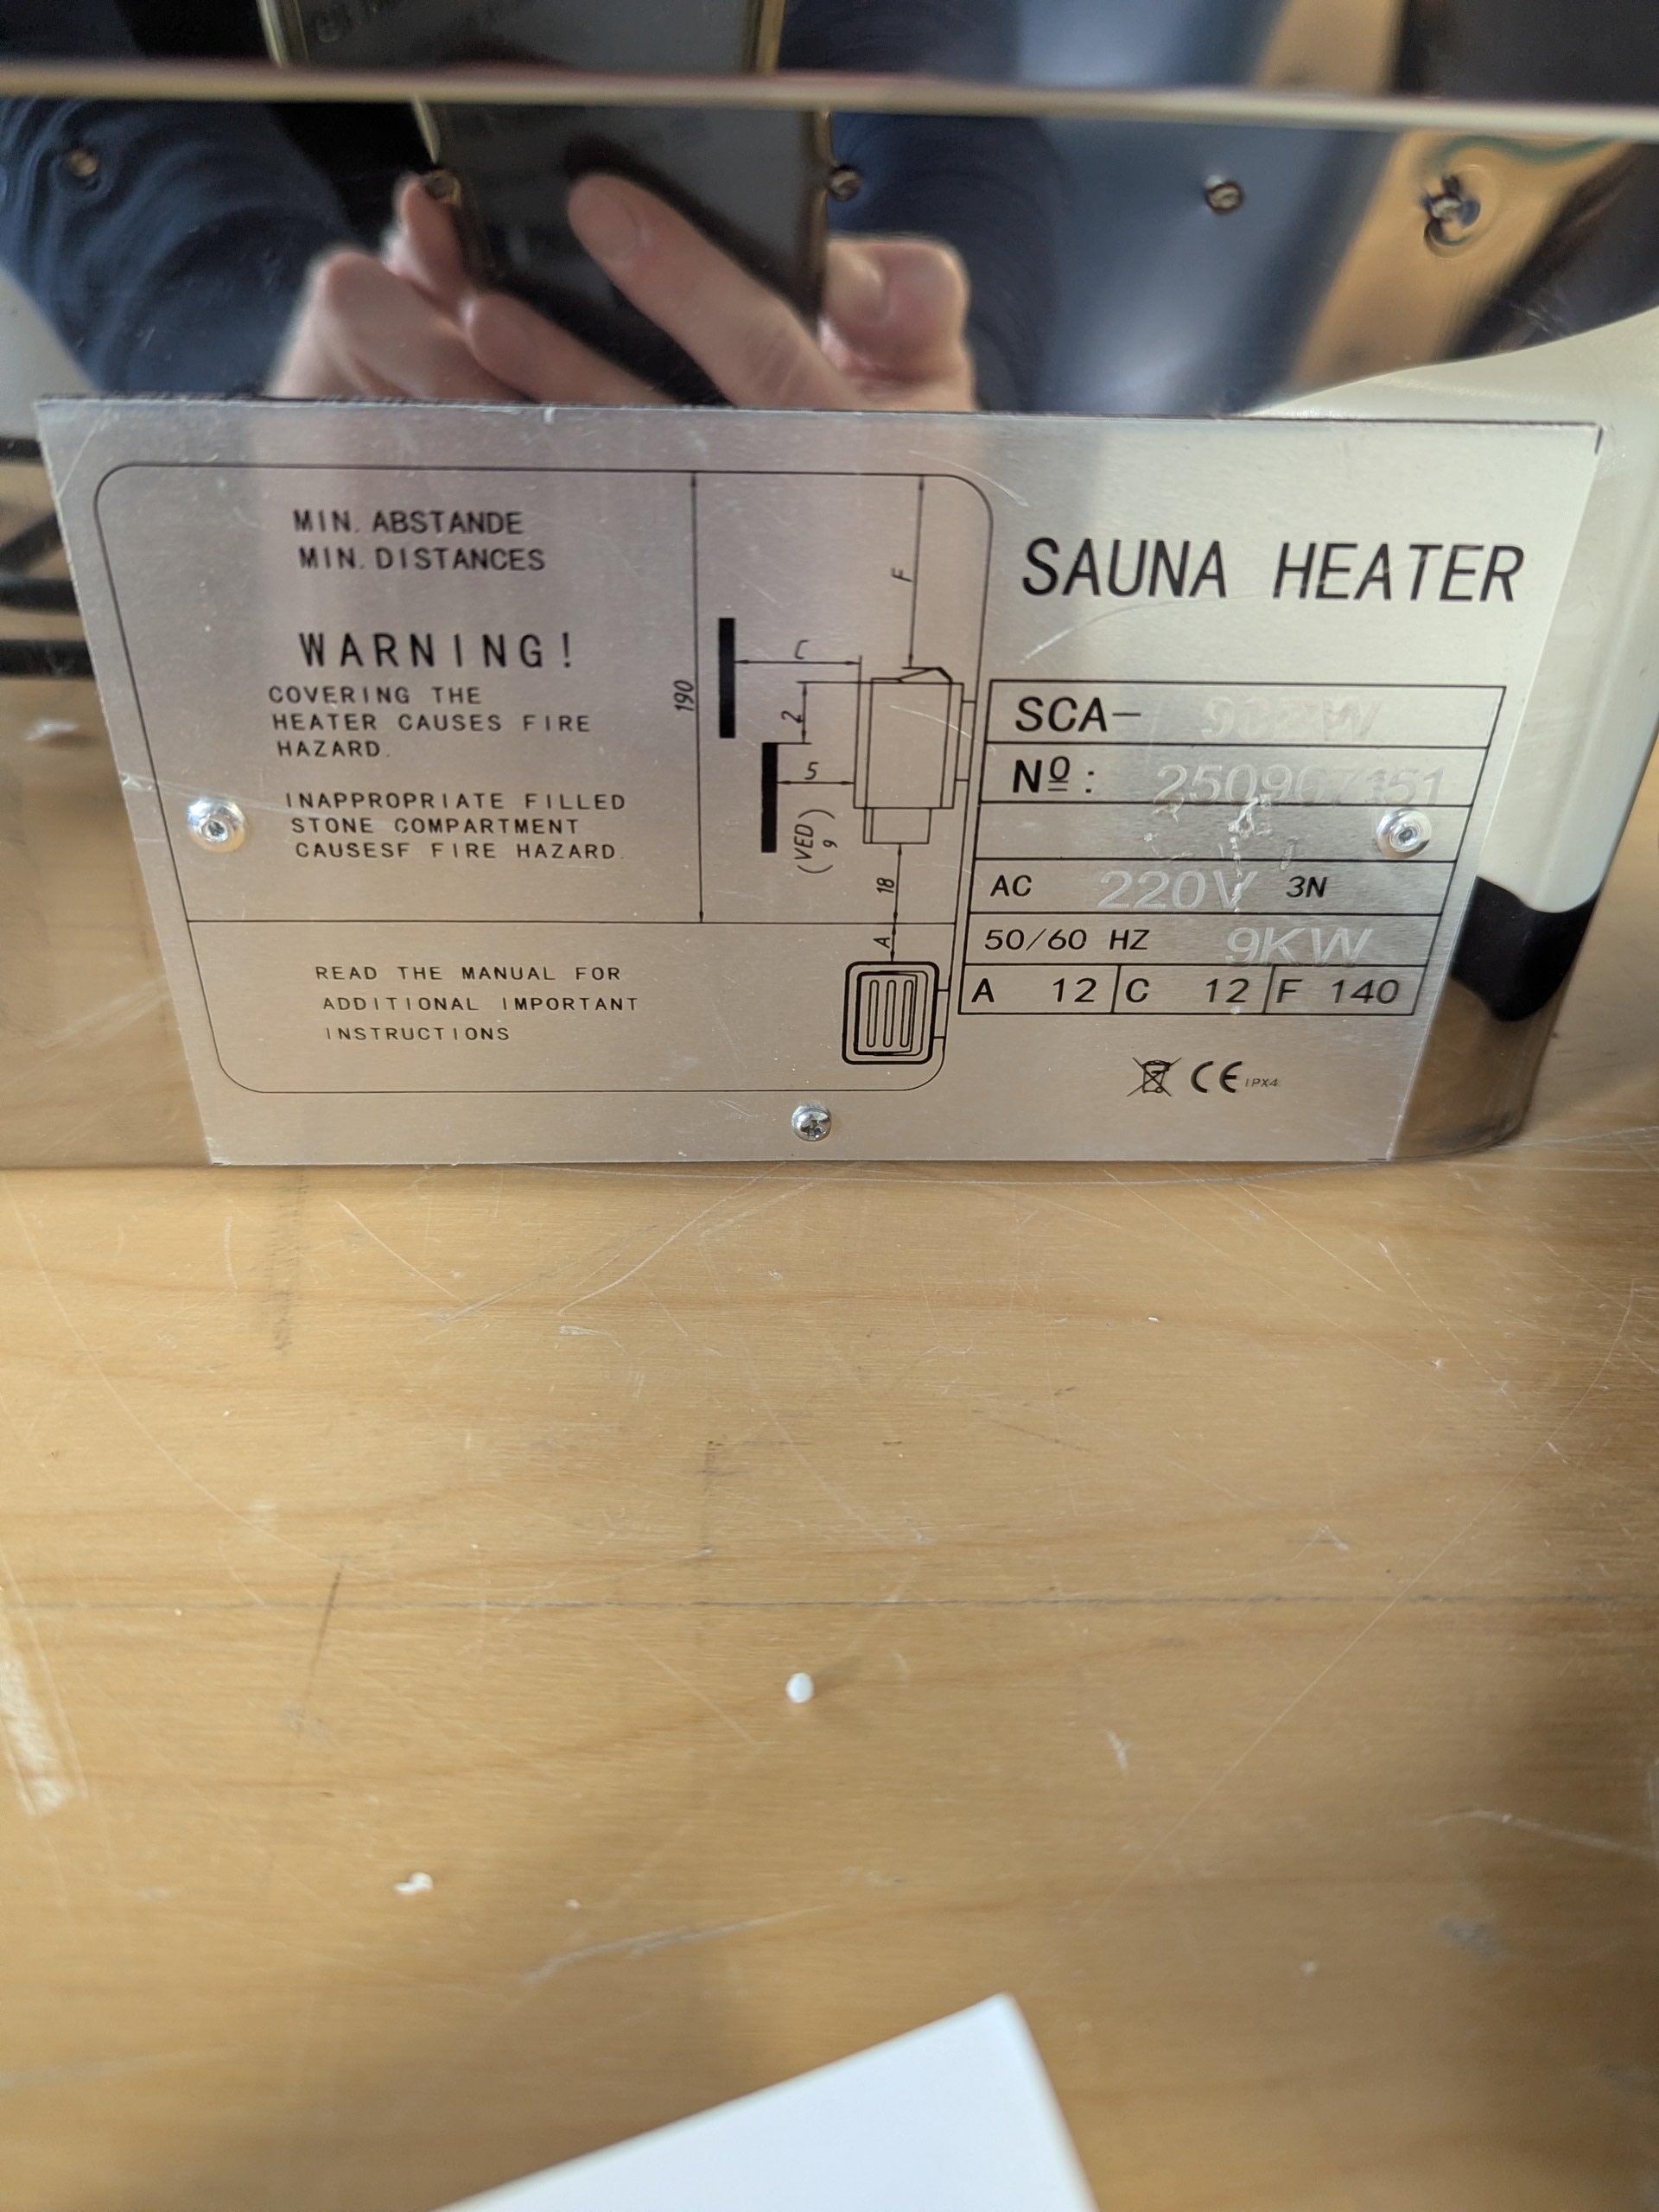 MIN. ABSTANDE
MIN. DISTANCES
WARNING!
COVERING THE
HEATER CAUSES FIRE
HAZARD.
INAPPROPRIATE FILLED
STONE COMPARTMENT
CAUSESF FIRE HAZARD.
READ THE MANUAL FOR
ADDITIONAL IMPORTANT
INSTRUCTIONS
190
F
C
2
5
(VED)
9
18
A
SAUNA HEATER
SCA-
Nº: 250967151
AC 220V 3N
50/60 HZ 9KW
A 12 C 12 F 140
CE IPX4